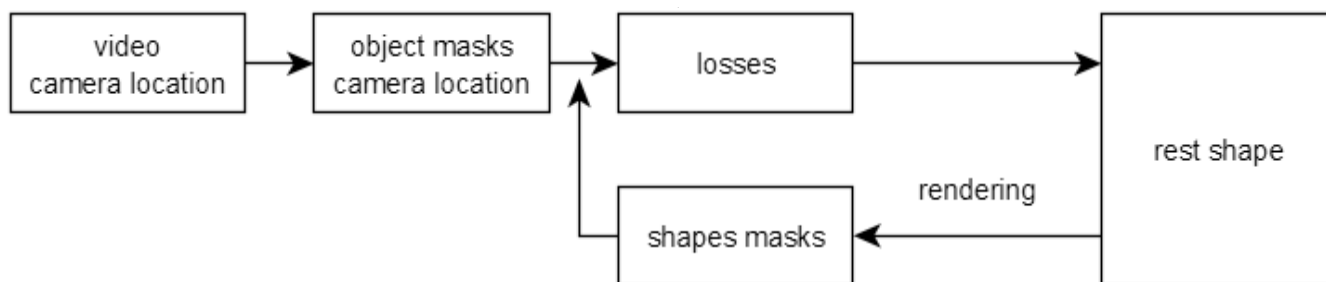 video
camera location
object masks
camera location
losses
rest shape
rendering
shapes masks